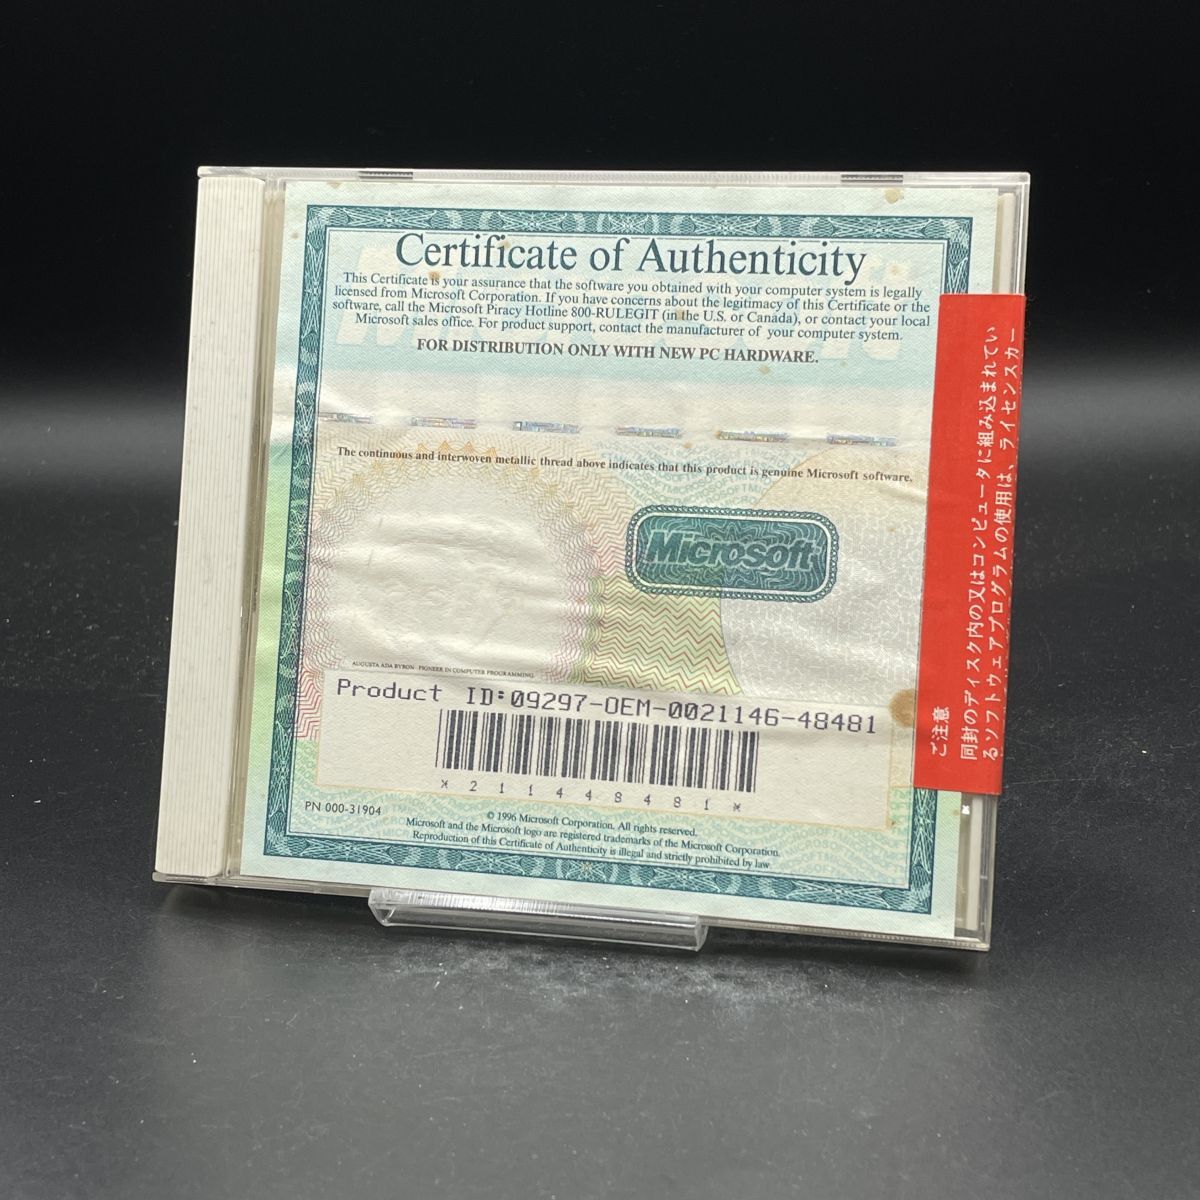 Certificate of Authenticity
This Certificate is your assurance that the software you obtained with your computer system is legally
licensed from Microsoft Corporation. If you have concerns about the legitimacy of this Certificate or the
software, call the Microsoft Piracy Hotline 800-RULEGIT (in the U.S. or Canada), or contact your local
Microsoft sales office. For product support, contact the manufacturer of your computer system.
FOR DISTRIBUTION ONLY WITH NEW PC HARDWARE.
The continuous and interwoven metallic thread above indicates that this product is genuine Microsoft software.
Microsoft
AUGUSTA ADA BYRON - PIONEER IN COMPUTER PROGRAMMING
Product ID:09297-OEM-0021146-48481
* 2 1 1 4 4 8 4 8 1 *
PN 000-31904
© 1996 Microsoft Corporation. All rights reserved.
Microsoft and the Microsoft logo are registered trademarks of the Microsoft Corporation.
Reproduction of this Certificate of Authenticity is illegal and strictly prohibited by law.
ご注意
同封のディスク内の又はコンピュータに組み込まれてい
るソフトウェアプログラムの使用は、ライセンスカー